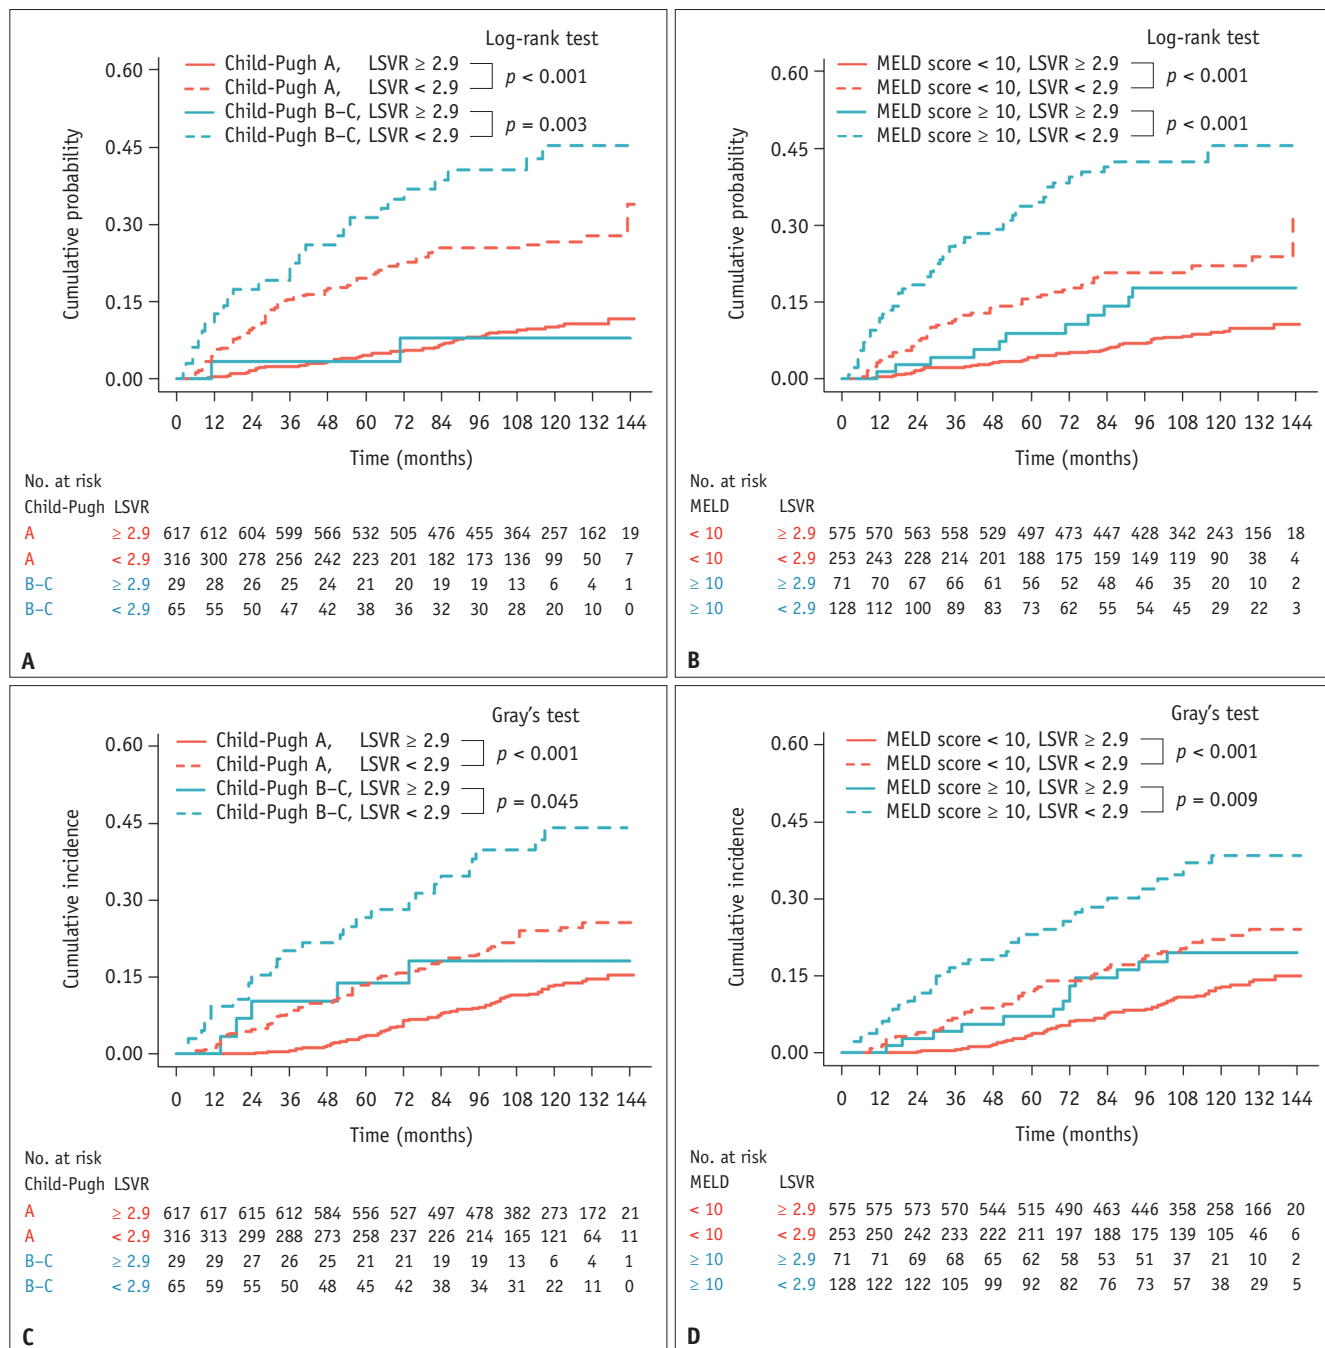 Log-rank test
0.60
Child-Pugh A, LSVR ≥ 2.9
Child-Pugh A, LSVR < 2.9
p < 0.001
Child-Pugh B–C, LSVR ≥ 2.9
Child-Pugh B–C, LSVR < 2.9
p = 0.003
0.45
0.30
0.15
0.00
Cumulative probability
0 12 24 36 48 60 72 84 96 108 120 132 144
Time (months)
No. at risk
Child-Pugh LSVR
A ≥ 2.9 617 612 604 599 566 532 505 476 455 364 257 162 19
A < 2.9 316 300 278 256 242 223 201 182 173 136 99 50 7
B–C ≥ 2.9 29 28 26 25 24 21 20 19 19 13 6 4 1
B–C < 2.9 65 55 50 47 42 38 36 32 30 28 20 10 0
A
Log-rank test
0.60
MELD score < 10, LSVR ≥ 2.9
MELD score < 10, LSVR < 2.9
p < 0.001
MELD score ≥ 10, LSVR ≥ 2.9
MELD score ≥ 10, LSVR < 2.9
p < 0.001
0.45
0.30
0.15
0.00
Cumulative probability
0 12 24 36 48 60 72 84 96 108 120 132 144
Time (months)
No. at risk
MELD LSVR
< 10 ≥ 2.9 575 570 563 558 529 497 473 447 428 342 243 156 18
< 10 < 2.9 253 243 228 214 201 188 175 159 149 119 90 38 4
≥ 10 ≥ 2.9 71 70 67 66 61 56 52 48 46 35 20 10 2
≥ 10 < 2.9 128 112 100 89 83 73 62 55 54 45 29 22 3
B
Gray's test
0.60
Child-Pugh A, LSVR ≥ 2.9
Child-Pugh A, LSVR < 2.9
p < 0.001
Child-Pugh B–C, LSVR ≥ 2.9
Child-Pugh B–C, LSVR < 2.9
p = 0.045
0.45
0.30
0.15
0.00
Cumulative incidence
0 12 24 36 48 60 72 84 96 108 120 132 144
Time (months)
No. at risk
Child-Pugh LSVR
A ≥ 2.9 617 617 615 612 584 556 527 497 478 382 273 172 21
A < 2.9 316 313 299 288 273 258 237 226 214 165 121 64 11
B–C ≥ 2.9 29 29 27 26 25 21 21 19 19 13 6 4 1
B–C < 2.9 65 59 55 50 48 45 42 38 34 31 22 11 0
C
Gray's test
0.60
MELD score < 10, LSVR ≥ 2.9
MELD score < 10, LSVR < 2.9
p < 0.001
MELD score ≥ 10, LSVR ≥ 2.9
MELD score ≥ 10, LSVR < 2.9
p = 0.009
0.45
0.30
0.15
0.00
Cumulative incidence
0 12 24 36 48 60 72 84 96 108 120 132 144
Time (months)
No. at risk
MELD LSVR
< 10 ≥ 2.9 575 575 573 570 544 515 490 463 446 358 258 166 20
< 10 < 2.9 253 250 242 233 222 211 197 188 175 139 105 46 6
≥ 10 ≥ 2.9 71 71 69 68 65 62 58 53 51 37 21 10 2
≥ 10 < 2.9 128 122 122 105 99 92 82 76 73 57 38 29 5
D